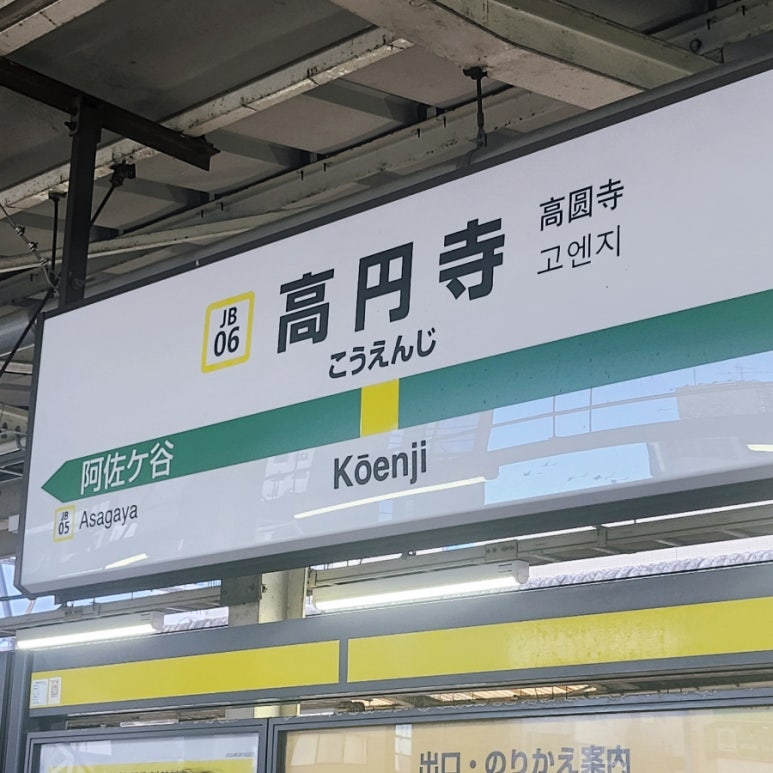 高圆寺
고엔지
JB
06
高円寺
こうえんじ
Kōenji
阿佐ケ谷
JB
05
Asagaya
出口・のりかえ案内